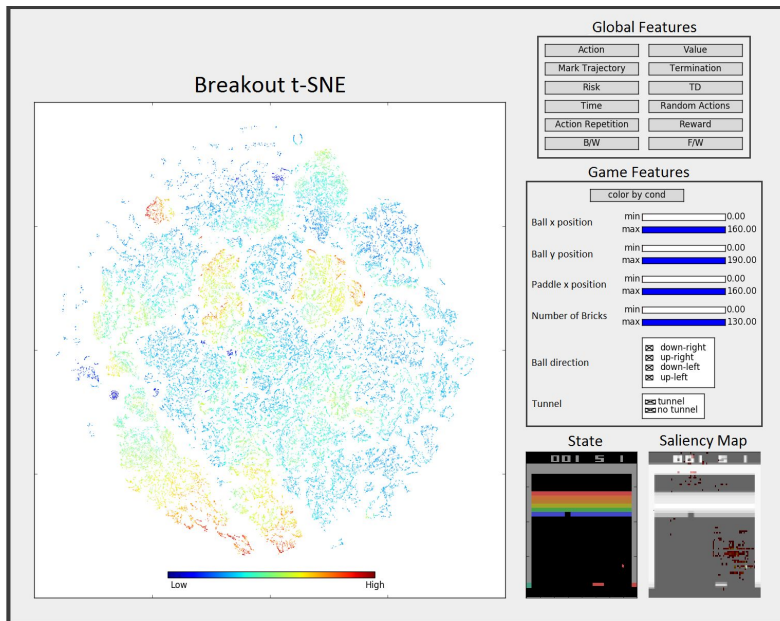 Breakout t-SNE
Low
High
Global Features
Action
Value
Mark Trajectory
Termination
Risk
TD
Time
Random Actions
Action Repetition
Reward
B/W
F/W
Game Features
color by cond
Ball x position
min 0.00
max 160.00
Ball y position
min 0.00
max 190.00
Paddle x position
min 0.00
max 160.00
Number of Bricks
min 0.00
max 130.00
Ball direction
down-right
up-right
down-left
up-left
Tunnel
tunnel
no tunnel
State
001 5 1
Saliency Map